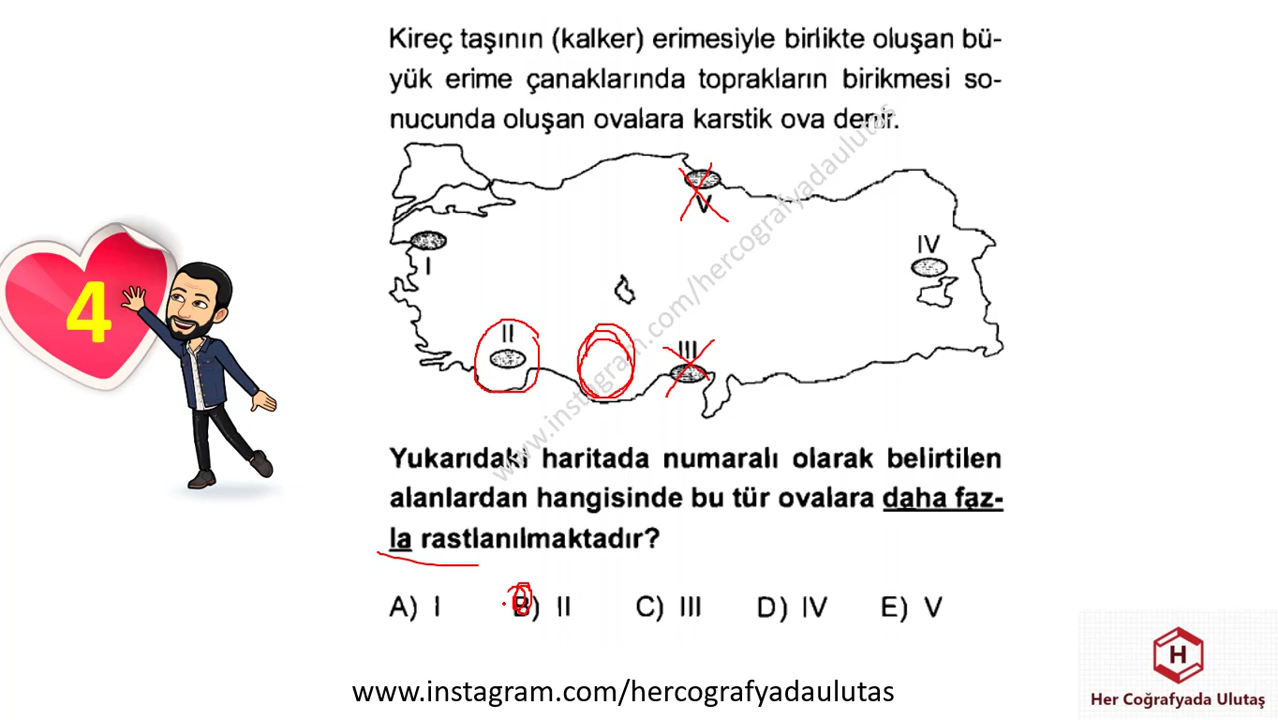 Kireç taşının (kalker) erimesiyle birlikte oluşan bü-
yük erime çanaklarında toprakların birikmesi so-
nucunda oluşan ovalara karstik ova denir.
V
IV
I
II
III
www.instagram.com/hercografyadaulutas
4
Yukarıdaki haritada numaralı olarak belirtilen
alanlardan hangisinde bu tür ovalara daha faz-
la rastlanılmaktadır?
A) I B) II C) III D) IV E) V
www.instagram.com/hercografyadaulutas
H
Her Coğrafyada Ulutaş